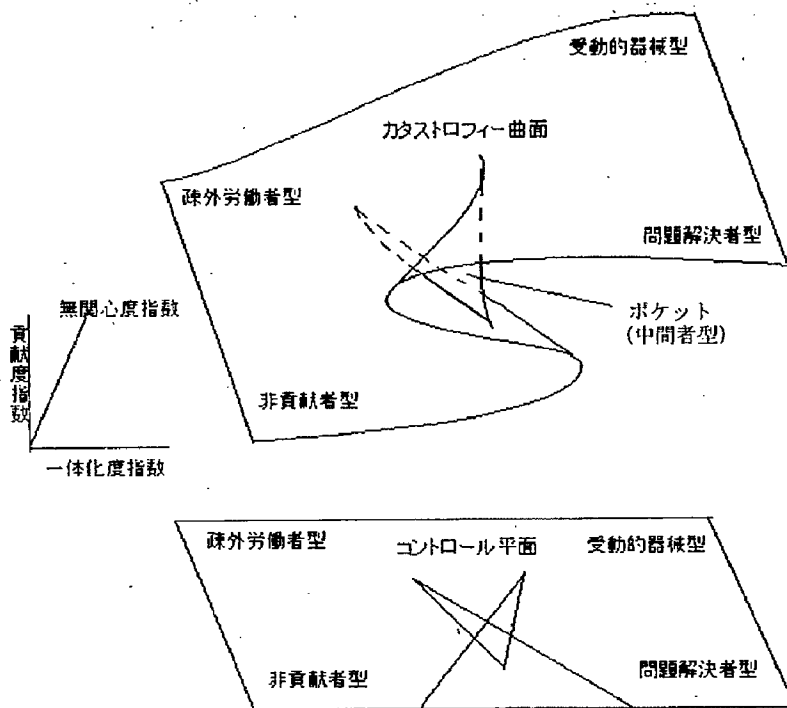 受動的器械型
カタストロフィー曲面
疎外労働者型
問題解決者型
ポケット
(中間者型)
無関心度指数
貢献度指数
非貢献者型
一体化度指数
疎外労働者型
コントロール平面
受動的器械型
非貢献者型
問題解決者型